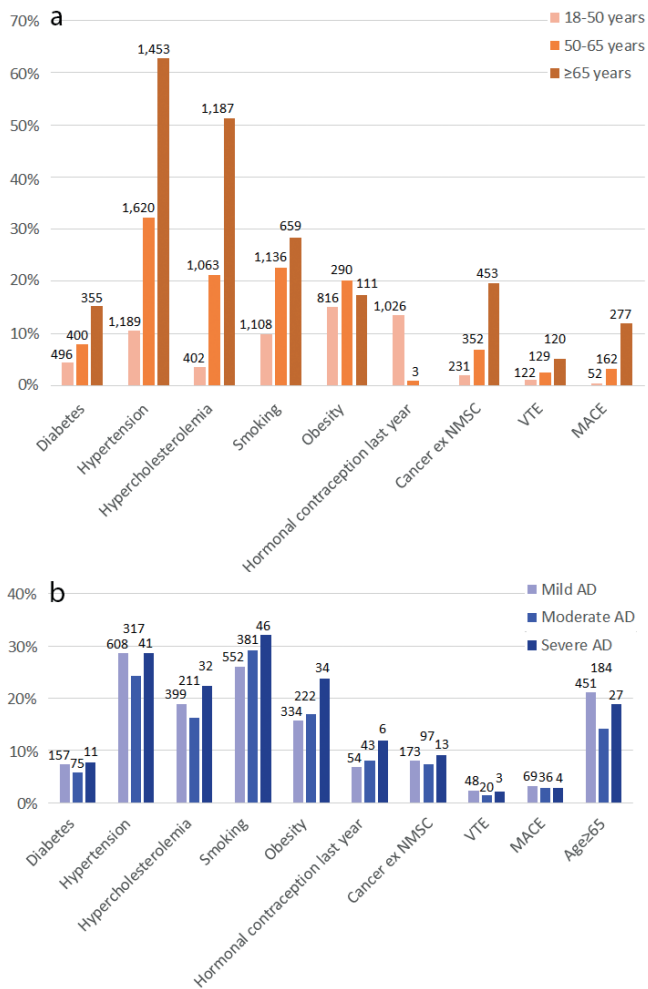 a
18-50 years
50-65 years
≥65 years
70%
60%
50%
40%
30%
20%
10%
0%
496
400
355
1,189
1,620
1,453
402
1,063
1,187
1,108
1,136
659
816
290
111
1,026
3
231
352
453
122
129
120
52
162
277
Diabetes
Hypertension
Hypercholesterolemia
Smoking
Obesity
Hormonal contraception last year
Cancer ex NMSC
VTE
MACE
b
Mild AD
Moderate AD
Severe AD
40%
30%
20%
10%
0%
157
75
11
608
317
41
399
211
32
552
381
46
334
222
34
54
43
6
173
97
13
48
20
3
69
36
4
451
184
27
Diabetes
Hypertension
Hypercholesterolemia
Smoking
Obesity
Hormonal contraception last year
Cancer ex NMSC
VTE
MACE
Age≥65